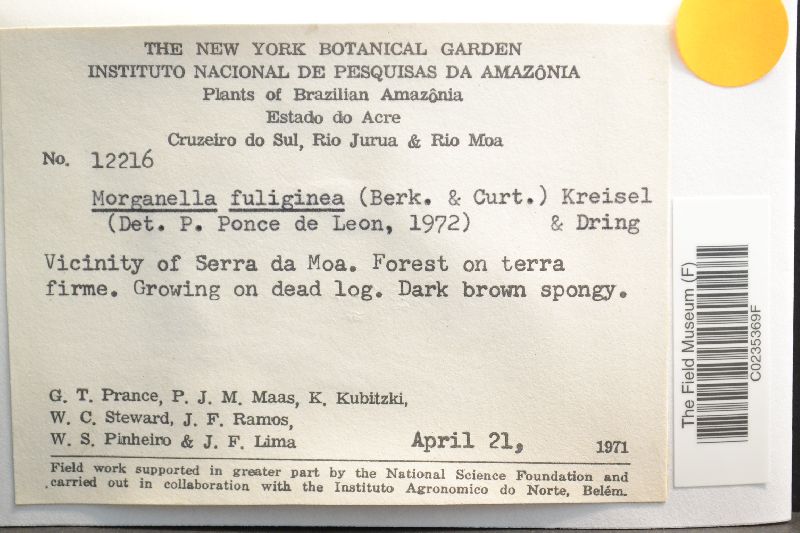 THE NEW YORK BOTANICAL GARDEN
INSTITUTO NACIONAL DE PESQUISAS DA AMAZÔNIA
Plants of Brazilian Amazônia
Estado do Acre
Cruzeiro do Sul, Rio Jurua & Rio Moa
No. 12216
Morganella fuliginea (Berk. & Curt.) Kreisel
(Det. P. Ponce de Leon, 1972) & Dring
Vicinity of Serra da Moa. Forest on terra
firme. Growing on dead log. Dark brown spongy.
G. T. Prance, P. J. M. Maas, K. Kubitzki,
W. C. Steward, J. F. Ramos,
W. S. Pinheiro & J. F. Lima April 21, 1971
Field work supported in greater part by the National Science Foundation and
carried out in collaboration with the Instituto Agronomico do Norte, Belém.
The Field Museum (F)
C0235369F